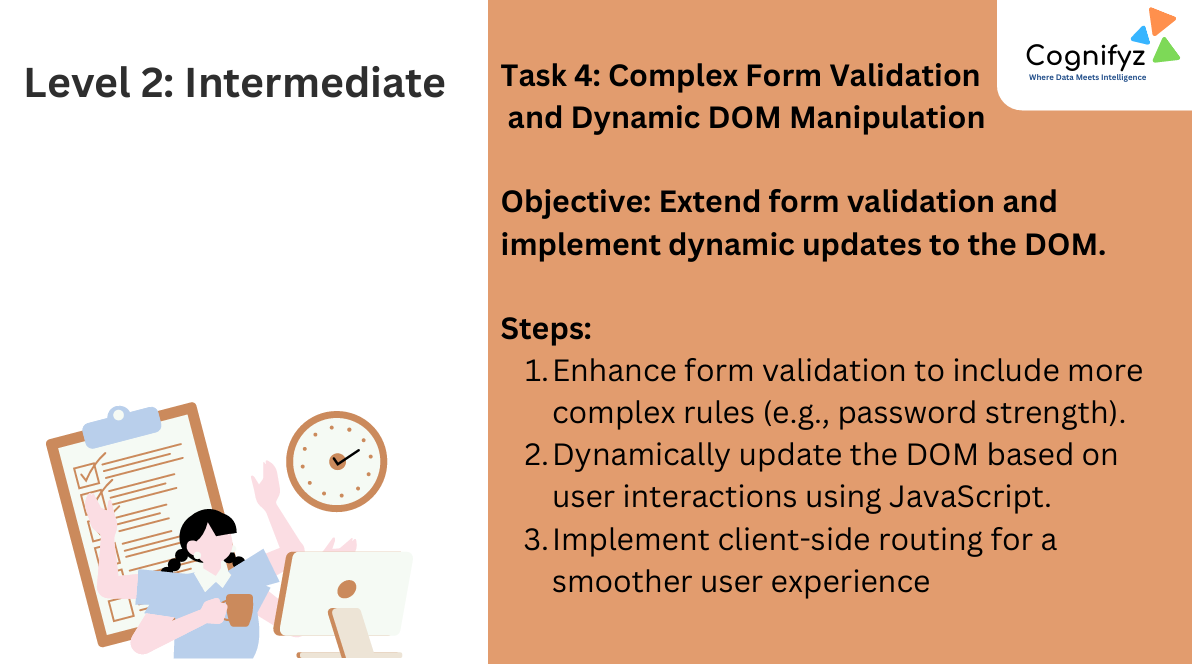 Level 2: Intermediate
Cognifyz
Where Data Meets Intelligence
Task 4: Complex Form Validation
and Dynamic DOM Manipulation
Objective: Extend form validation and
implement dynamic updates to the DOM.
Steps:
1. Enhance form validation to include more
complex rules (e.g., password strength).
2. Dynamically update the DOM based on
user interactions using JavaScript.
3. Implement client-side routing for a
smoother user experience